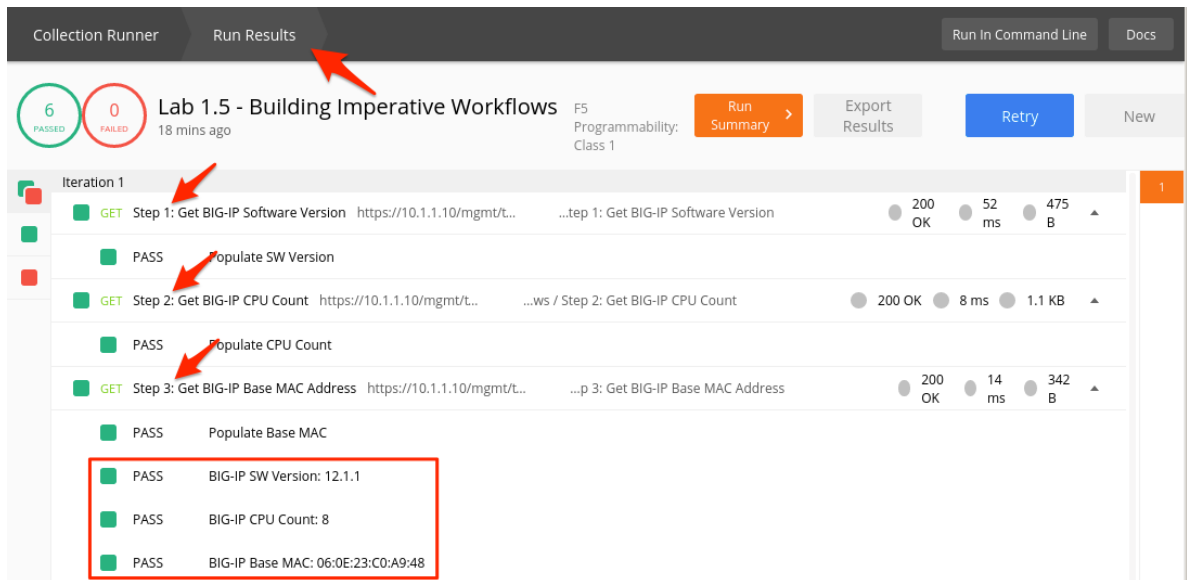 Collection Runner
Run Results
Run In Command Line
Docs
6
PASSED
0
FAILED
Lab 1.5 - Building Imperative Workflows
18 mins ago
F5
Programmability:
Class 1
Run
Summary
Export
Results
Retry
New
Iteration 1
1
GET Step 1: Get BIG-IP Software Version https://10.1.1.10/mgmt/t... ...tep 1: Get BIG-IP Software Version 200 OK 52 ms 475 B
PASS Populate SW Version
GET Step 2: Get BIG-IP CPU Count https://10.1.1.10/mgmt/t... ...ws / Step 2: Get BIG-IP CPU Count 200 OK 8 ms 1.1 KB
PASS Populate CPU Count
GET Step 3: Get BIG-IP Base MAC Address https://10.1.1.10/mgmt/t... ...p 3: Get BIG-IP Base MAC Address 200 OK 14 ms 342 B
PASS Populate Base MAC
PASS BIG-IP SW Version: 12.1.1
PASS BIG-IP CPU Count: 8
PASS BIG-IP Base MAC: 06:0E:23:C0:A9:48